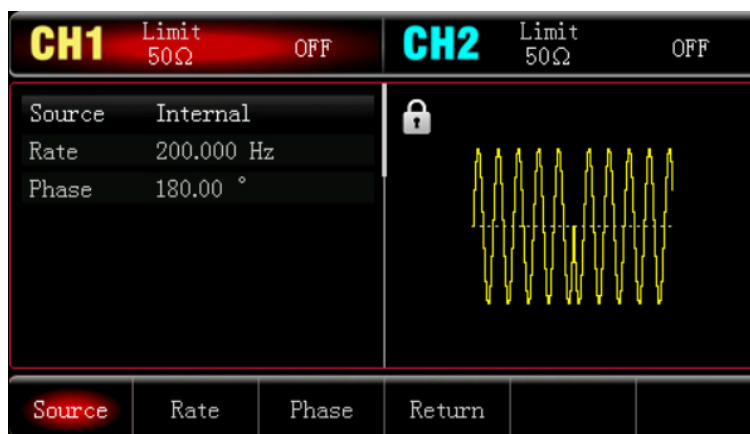 CH1 Limit 50Ω OFF CH2 Limit 50Ω OFF
Source Internal
Rate 200.000 Hz
Phase 180.00 °
Source Rate Phase Return